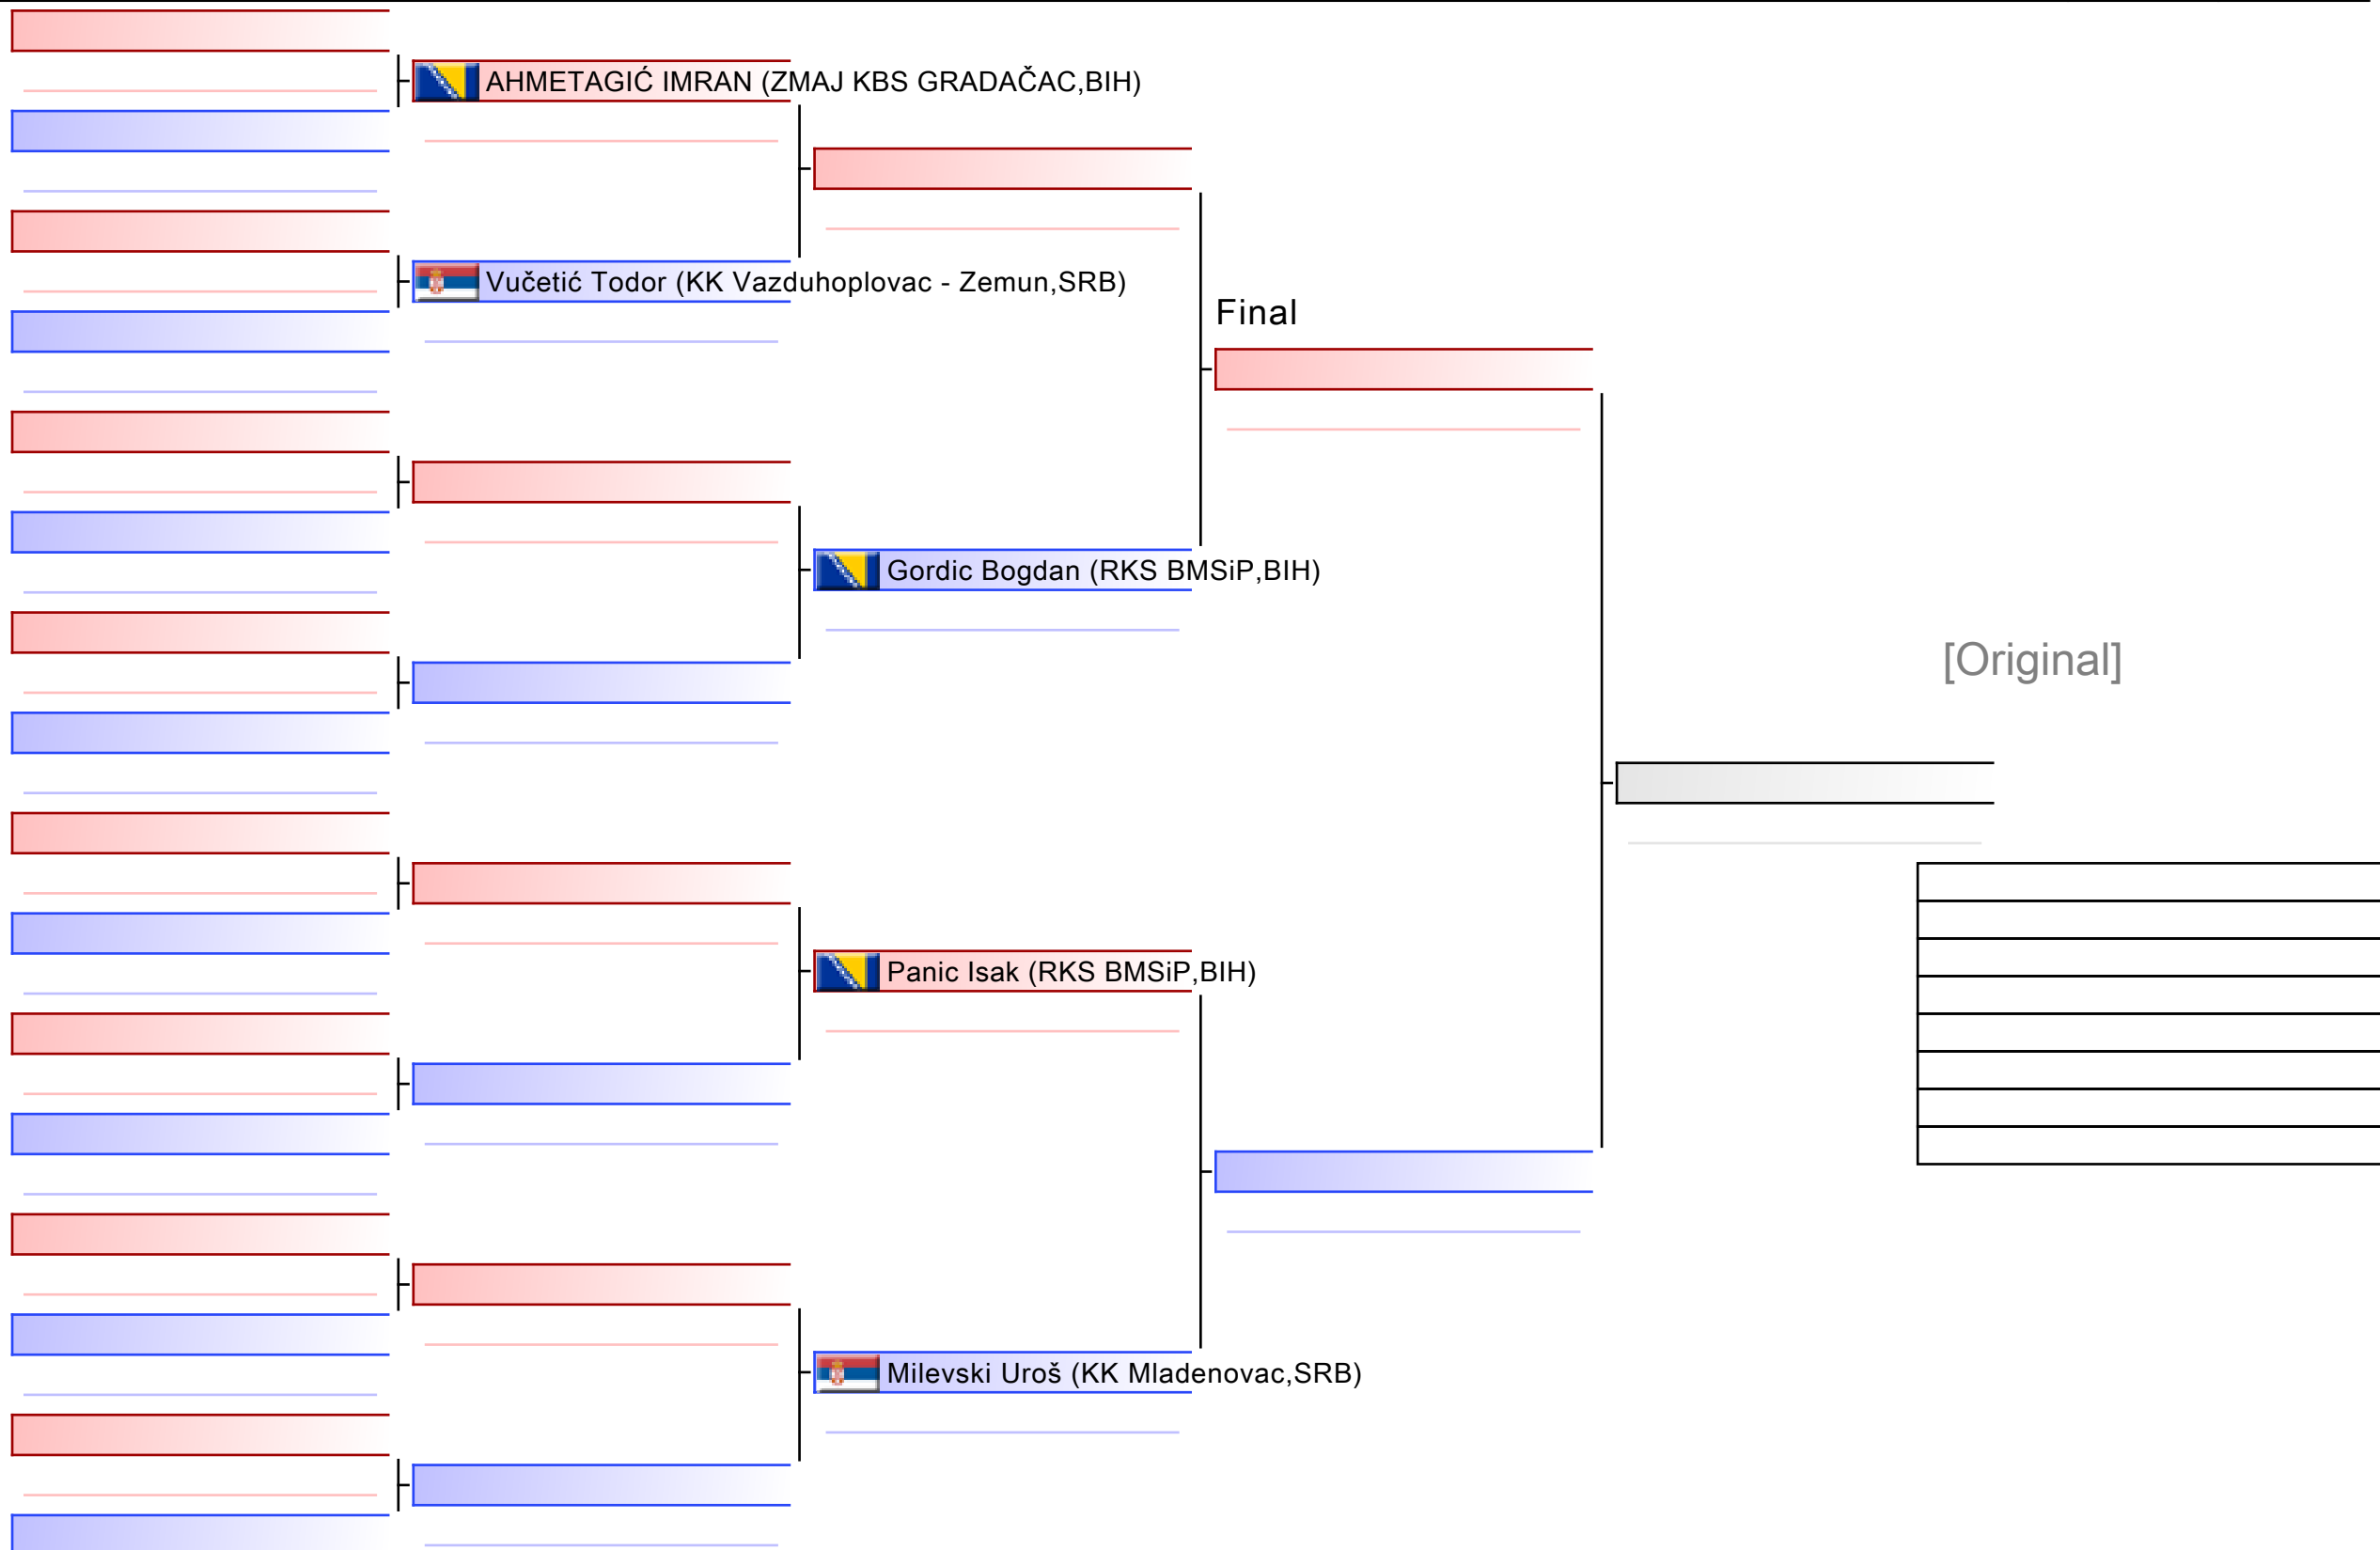 AHMETAGIĆ IMRAN (ZMAJ KBS GRADAČAC,BIH)
Vučetić Todor (KK Vazduhoplovac - Zemun,SRB)
Final
Gordic Bogdan (RKS BMSiP,BIH)
[Original]
Panic Isak (RKS BMSiP,BIH)
Milevski Uroš (KK Mladenovac,SRB)